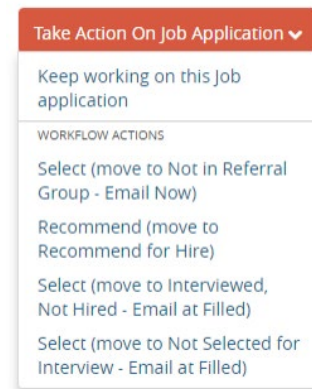 Take Action On Job Application
Keep working on this Job
application
WORKFLOW ACTIONS
Select (move to Not in Referral
Group - Email Now)
Recommend (move to
Recommend for Hire)
Select (move to Interviewed,
Not Hired - Email at Filled)
Select (move to Not Selected for
Interview - Email at Filled)